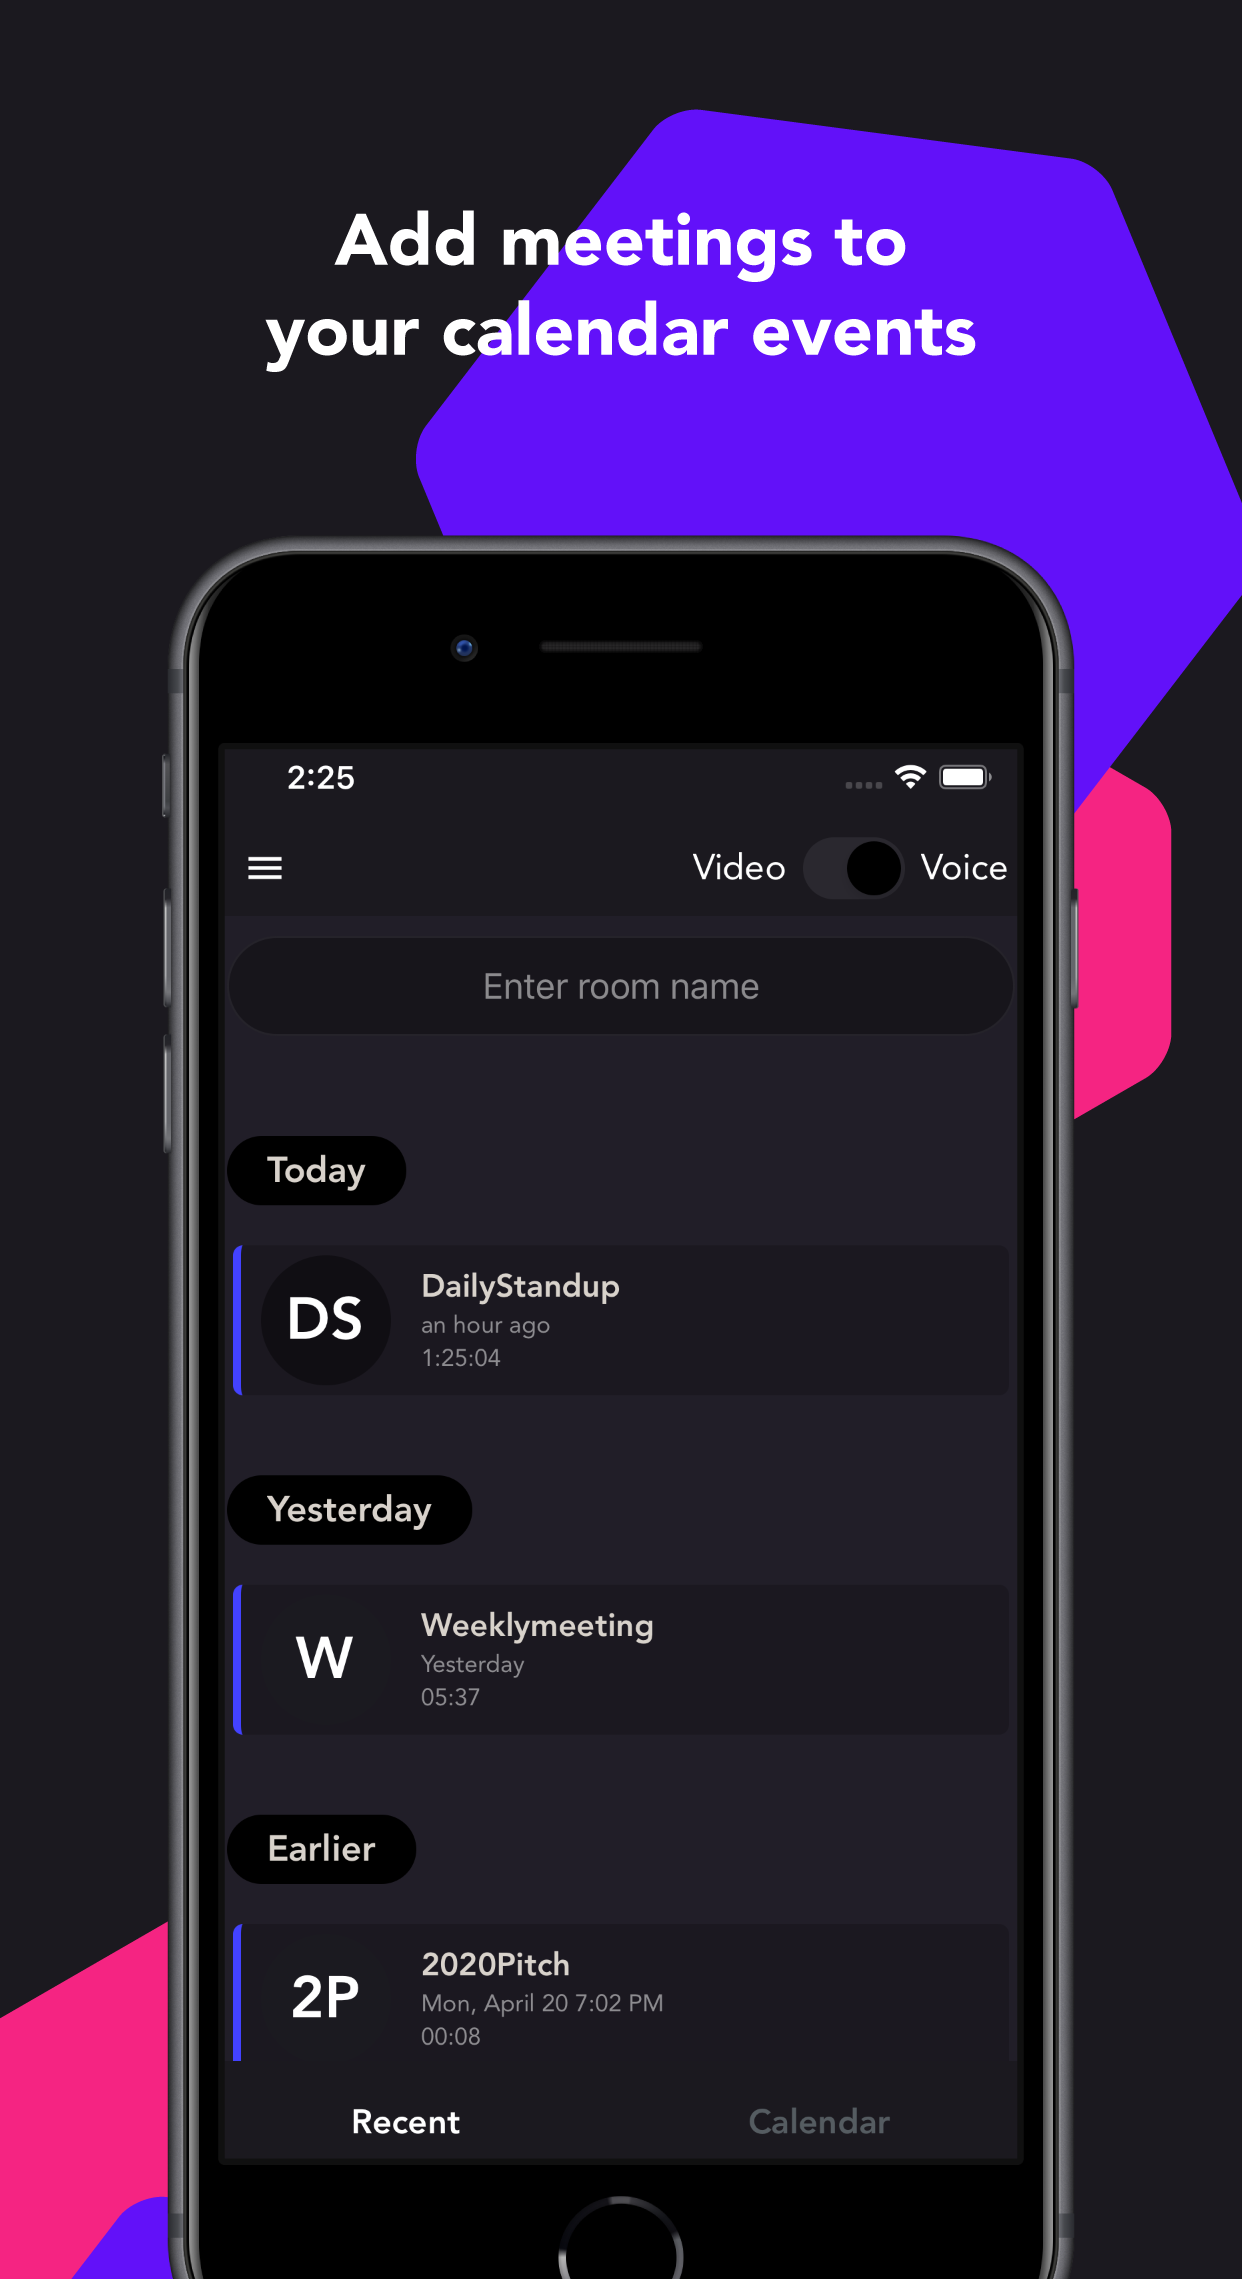 Add meetings to
your calendar events
2:25
Video Voice
Enter room name
Today
DS
DailyStandup
an hour ago
1:25:04
Yesterday
W
Weeklymeeting
Yesterday
05:37
Earlier
2P
2020Pitch
Mon, April 20 7:02 PM
00:08
Recent Calendar